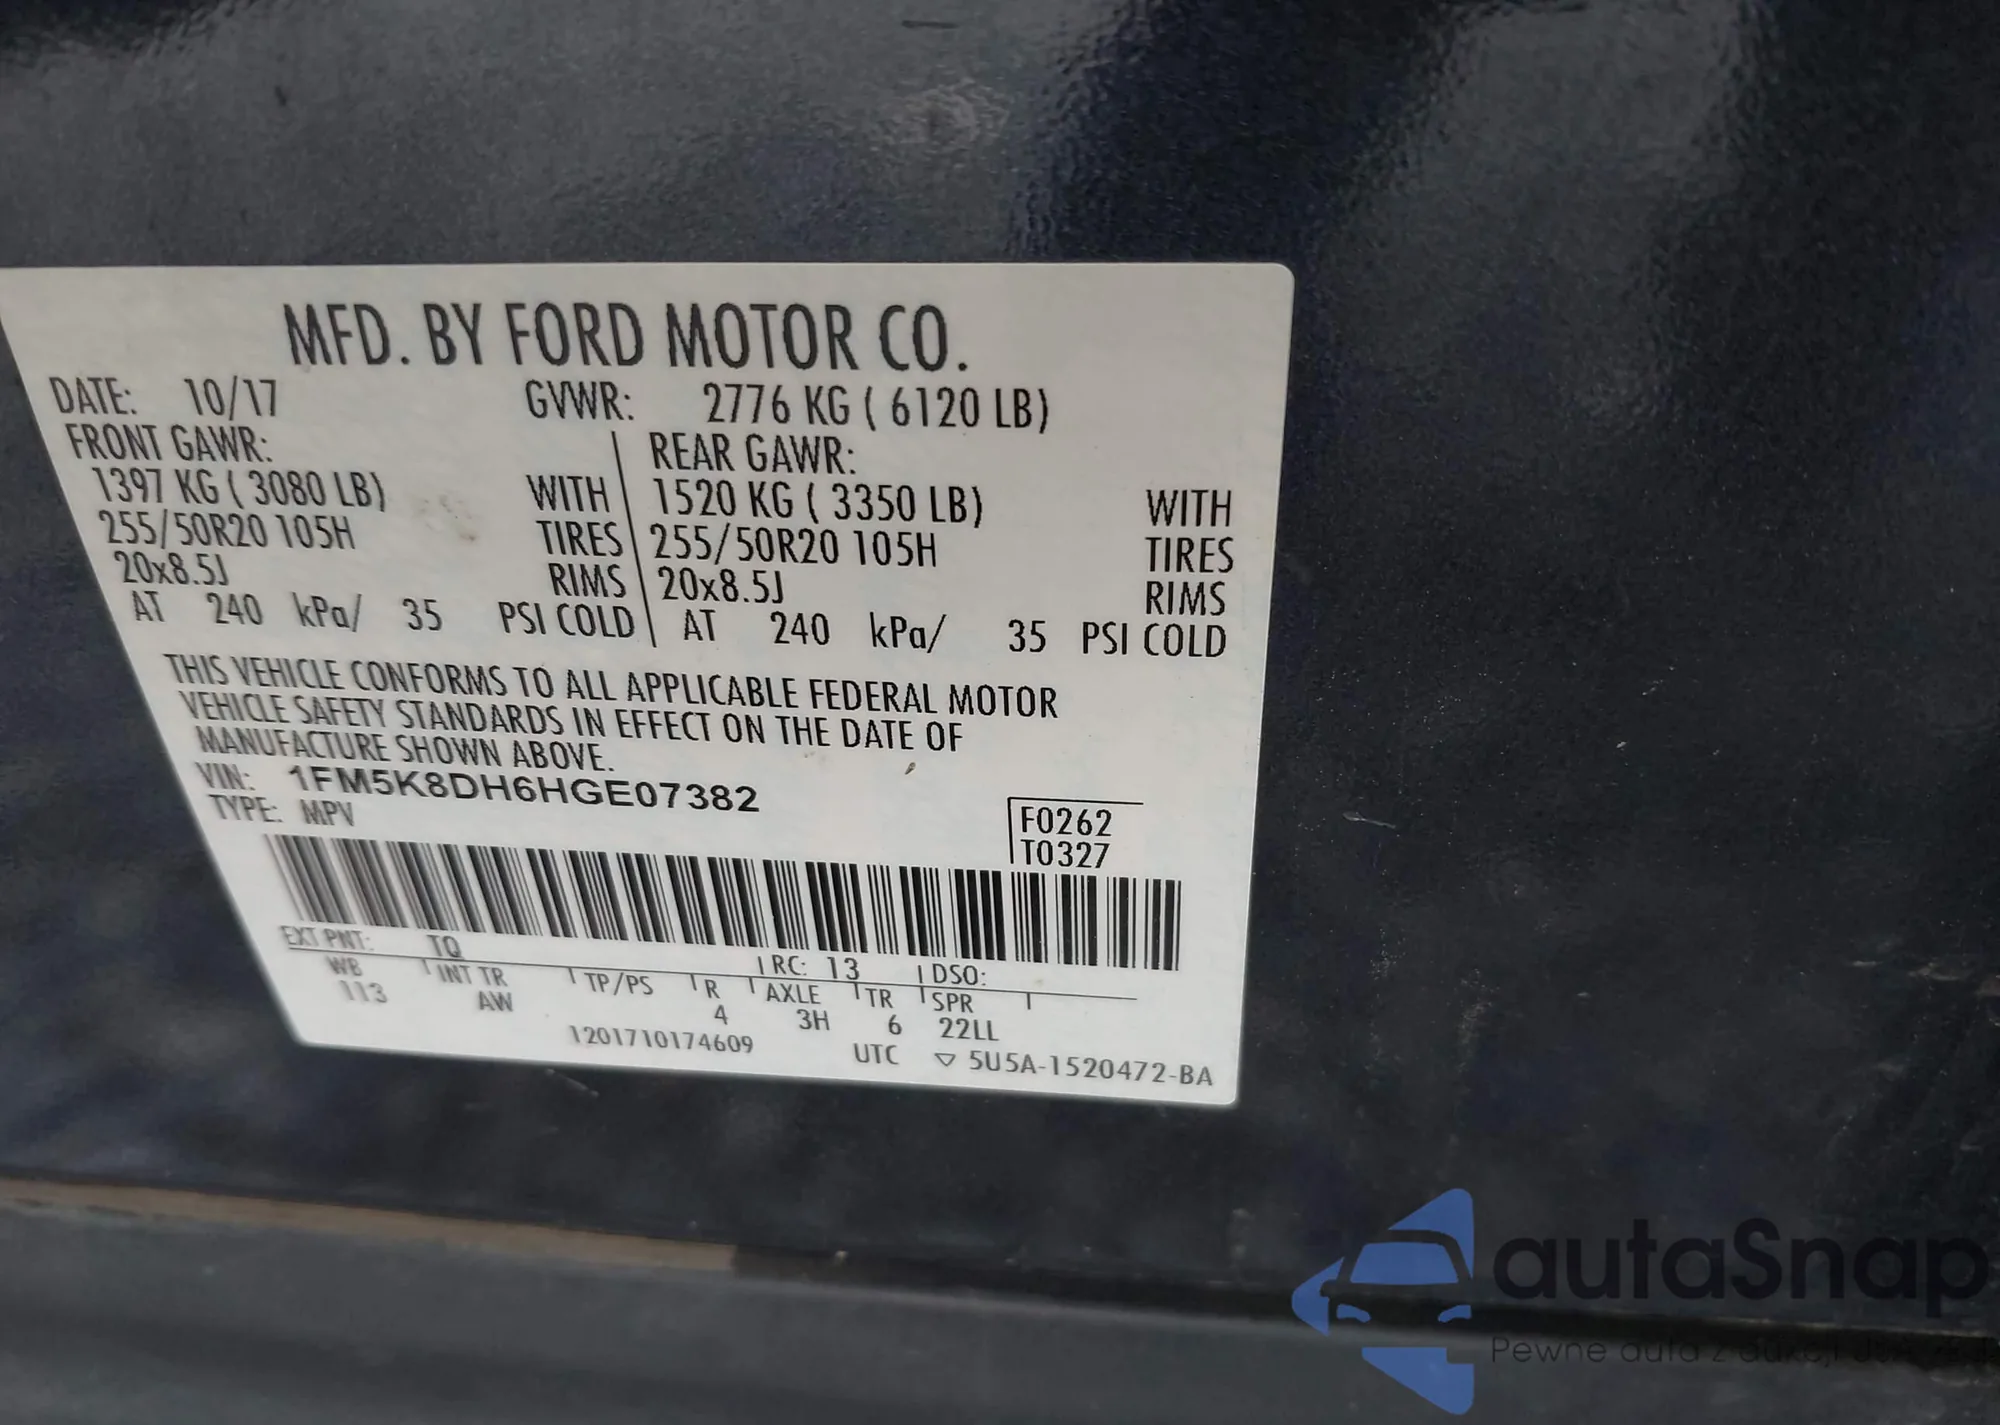 MFD. BY FORD MOTOR CO.
DATE: 10/17 GVWR: 2776 KG ( 6120 LB)
FRONT GAWR: REAR GAWR:
1397 KG ( 3080 LB) WITH 1520 KG ( 3350 LB) WITH
255/50R20 105H TIRES 255/50R20 105H TIRES
20x8.5J RIMS 20x8.5J RIMS
AT 240 kPa/ 35 PSI COLD AT 240 kPa/ 35 PSI COLD
THIS VEHICLE CONFORMS TO ALL APPLICABLE FEDERAL MOTOR
VEHICLE SAFETY STANDARDS IN EFFECT ON THE DATE OF
MANUFACTURE SHOWN ABOVE.
VIN: 1FM5K8DH6HGE07382
TYPE: MPV
F0262
T0327
EXT PNT: TQ RC: 13 DSO:
WB INT TR TP/PS R AXLE TR SPR
113 AW 4 3H 6 22LL
1201710174609 UTC ▽ 5U5A-1520472-BA
autaSnap
Pewne auta z aukcji